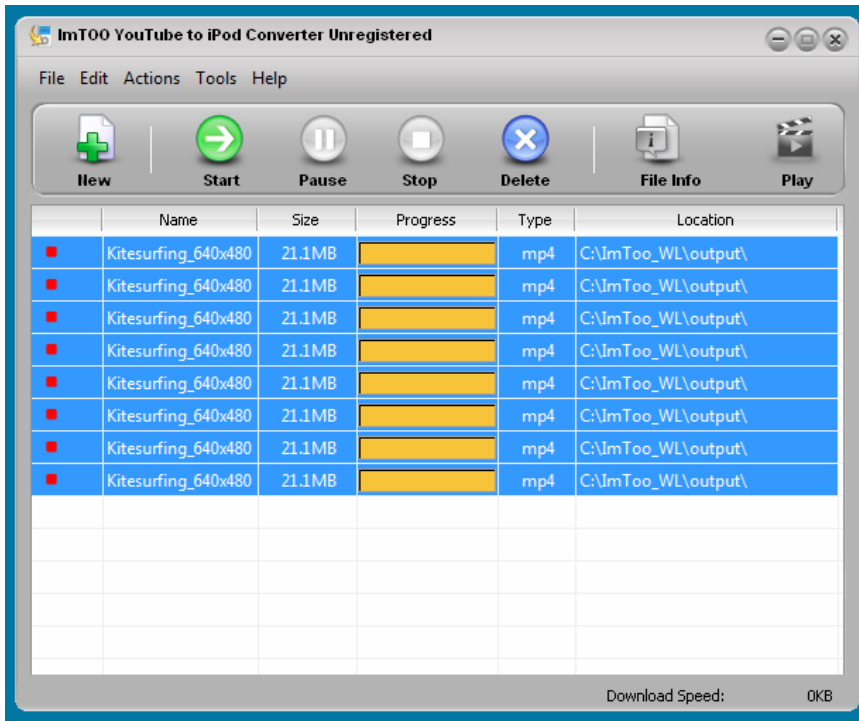 ImTOO YouTube to iPod Converter Unregistered
File Edit Actions Tools Help
New Start Pause Stop Delete File Info Play
Name Size Progress Type Location
Kitesurfing_640x480 21.1MB mp4 C:\ImToo_WL\output\
Kitesurfing_640x480 21.1MB mp4 C:\ImToo_WL\output\
Kitesurfing_640x480 21.1MB mp4 C:\ImToo_WL\output\
Kitesurfing_640x480 21.1MB mp4 C:\ImToo_WL\output\
Kitesurfing_640x480 21.1MB mp4 C:\ImToo_WL\output\
Kitesurfing_640x480 21.1MB mp4 C:\ImToo_WL\output\
Kitesurfing_640x480 21.1MB mp4 C:\ImToo_WL\output\
Kitesurfing_640x480 21.1MB mp4 C:\ImToo_WL\output\
Download Speed: 0KB